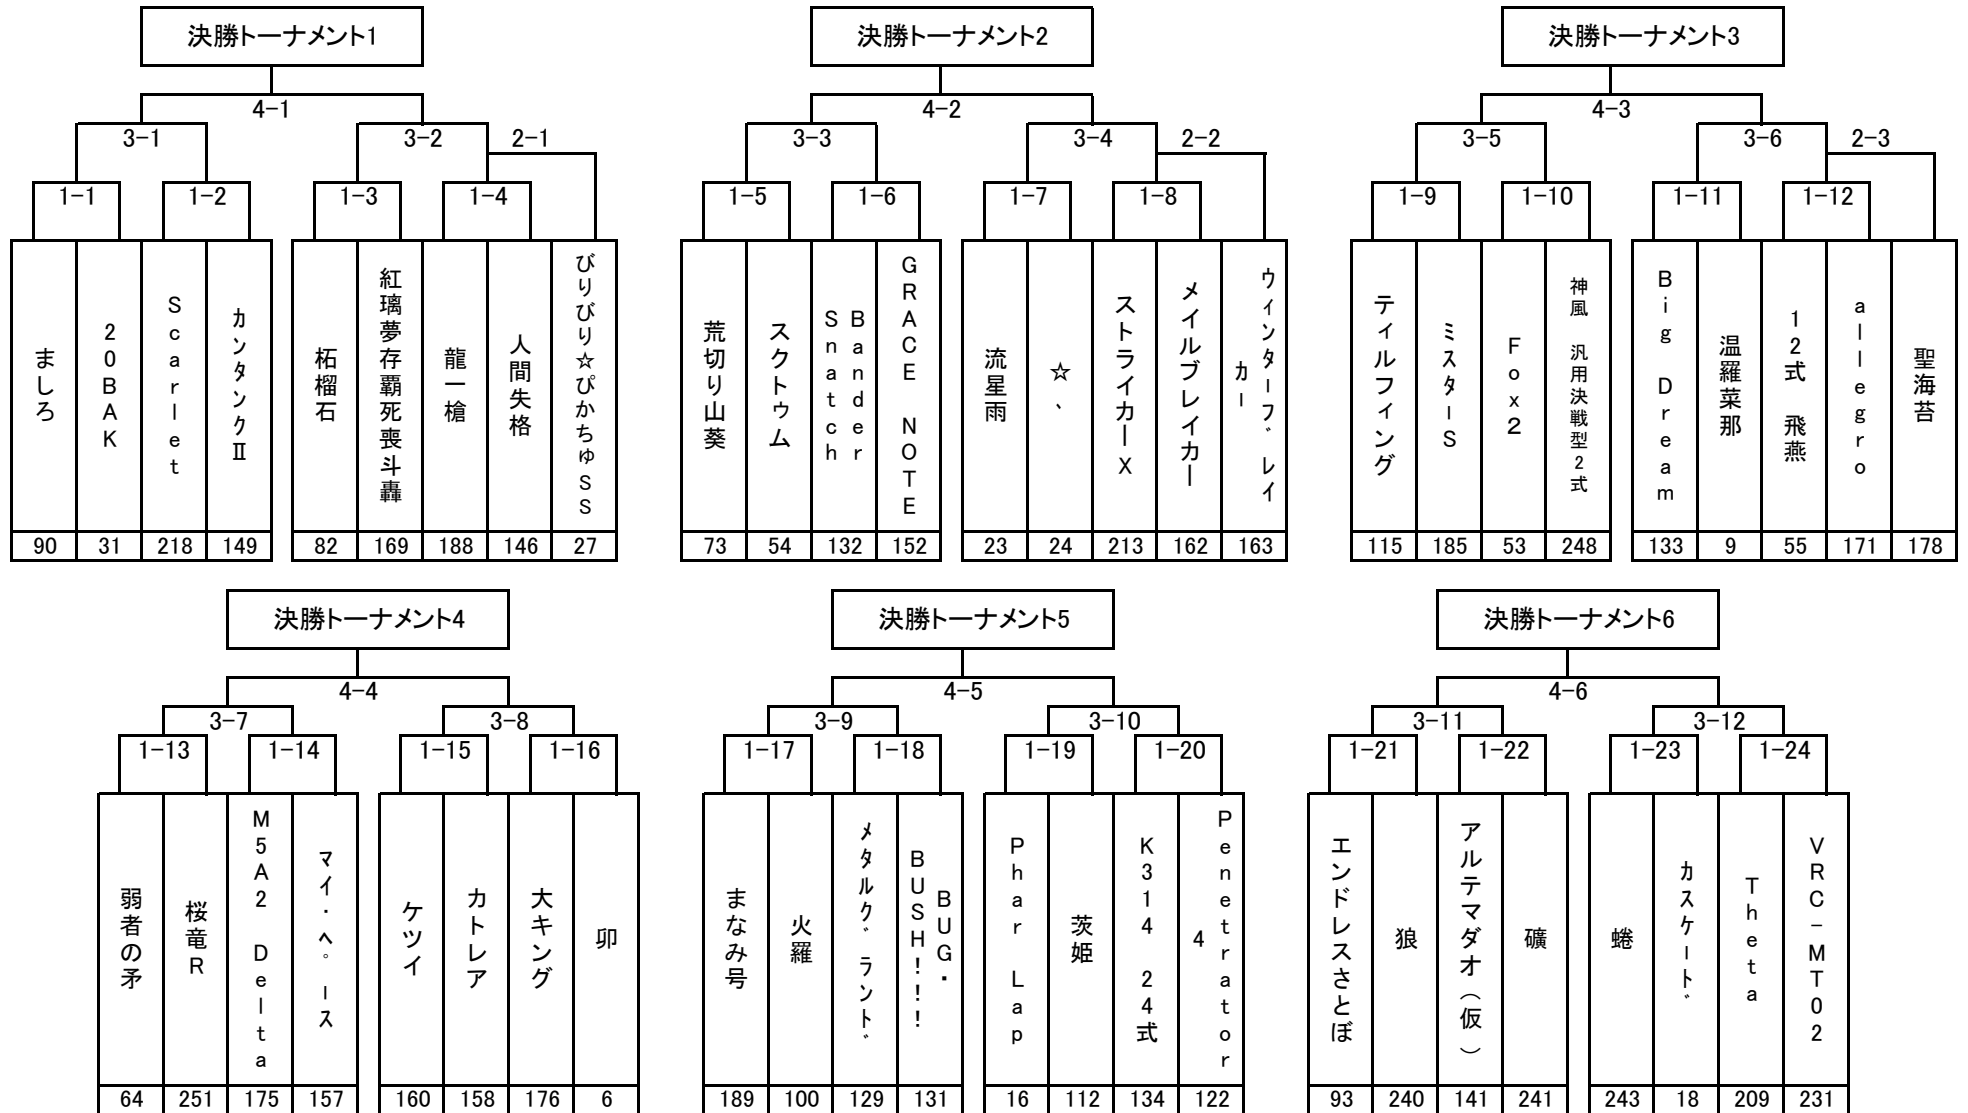 決勝トーナメント1 決勝トーナメント2 決勝トーナメント3
4-1 4-2 4-3
3-1 3-2 2-1 3-3 3-4 2-2 3-5 3-6 2-3
1-1 1-2 1-3 1-4 1-5 1-6 1-7 1-8 1-9 1-10 1-11 1-12
ましろ
20BAK
Scarlet
カンタンクⅡ
柘榴石
紅璃夢存覇死喪斗轟
龍一槍
人間失格
びりびり☆ぴかちゅSS
荒切り山葵
スクトゥム
Bander
Snatch
GRACE NOTE
流星雨
☆、
ストライカーX
メイルブレイカー
ウィンターブレイ
カー
ティルフィング
ミスターS
Fox2
神風 汎用決戦型2式
Big Dream
温羅菜那
12式 飛燕
allegro
聖海苔
90 31 218 149 82 169 188 146 27 73 54 132 152 23 24 213 162 163 115 185 53 248 133 9 55 171 178
決勝トーナメント4 決勝トーナメント5 決勝トーナメント6
4-4 4-5 4-6
3-7 3-8 3-9 3-10 3-11 3-12
1-13 1-14 1-15 1-16 1-17 1-18 1-19 1-20 1-21 1-22 1-23 1-24
弱者の矛
桜竜R
M5A2 Delta
マイ・ペース
ケツイ
カトレア
大キング
卯
まなみ号
火羅
メタルグランド
BUG・
BUSH!!!
Phar Lap
茨姫
K314 24式
Penetrator
4
エンドレスさとぼ
狼
アルテマダオ（仮）
礦
蜷
カスケード
Theta
VRC-MT02
64 251 175 157 160 158 176 6 189 100 129 131 16 112 134 122 93 240 141 241 243 18 209 231